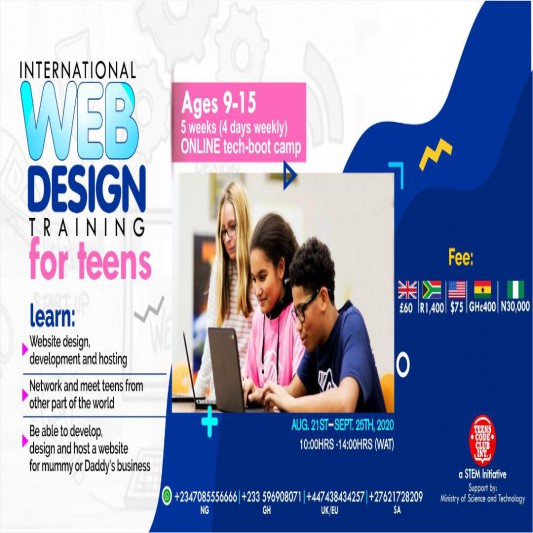 INTERNATIONAL
WEB
DESIGN
TRAINING
for teens
Ages 9-15
5 weeks (4 days weekly)
ONLINE tech-boot camp
learn:
Website design,
development and hosting
Network and meet teens from
other part of the world
Be able to develop,
design and host a website
for mummy or Daddy's business
Fee:
£60 R1,400 $75 GHc400 N30,000
AUG. 21ST-SEPT. 25TH, 2020
10:00HRS -14:00HRS (WAT)
TEENS
CODE
CLUB
INT.
a STEM Initiative
Support by:
Ministry of Science and Technology
+2347085556666 | +233 596908071 | +447438434257 | +27621728209
NG GH UK/EU SA